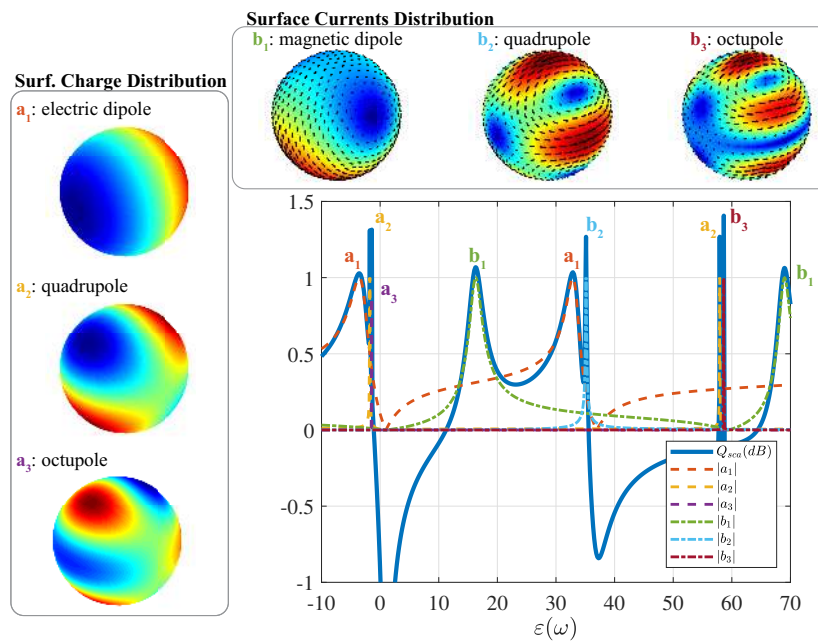 Surface Currents Distribution
b1: magnetic dipole
b2: quadrupole
b3: octupole
Surf. Charge Distribution
a1: electric dipole
a2: quadrupole
a3: octupole
1.5
1
0.5
0
-0.5
-1
a2
a1
a3
b1
a1
b2
a2
b3
b1
Qsca(dB)
|a1|
|a2|
|a3|
|b1|
|b2|
|b3|
-10
0
10
20
30
40
50
60
70
ε(ω)